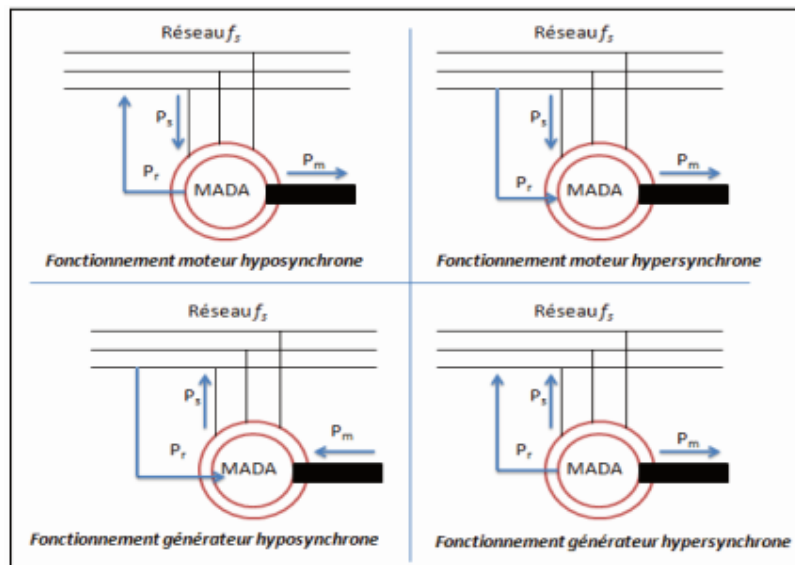 Réseau fs
Ps
Pm
Pr
MADA
Fonctionnement moteur hyposynchrone
Réseau fs
Ps
Pm
Pr
MADA
Fonctionnement moteur hypersynchrone
Réseau fs
Ps
Pm
Pr
MADA
Fonctionnement générateur hyposynchrone
Réseau fs
Ps
Pm
Pr
MADA
Fonctionnement générateur hypersynchrone